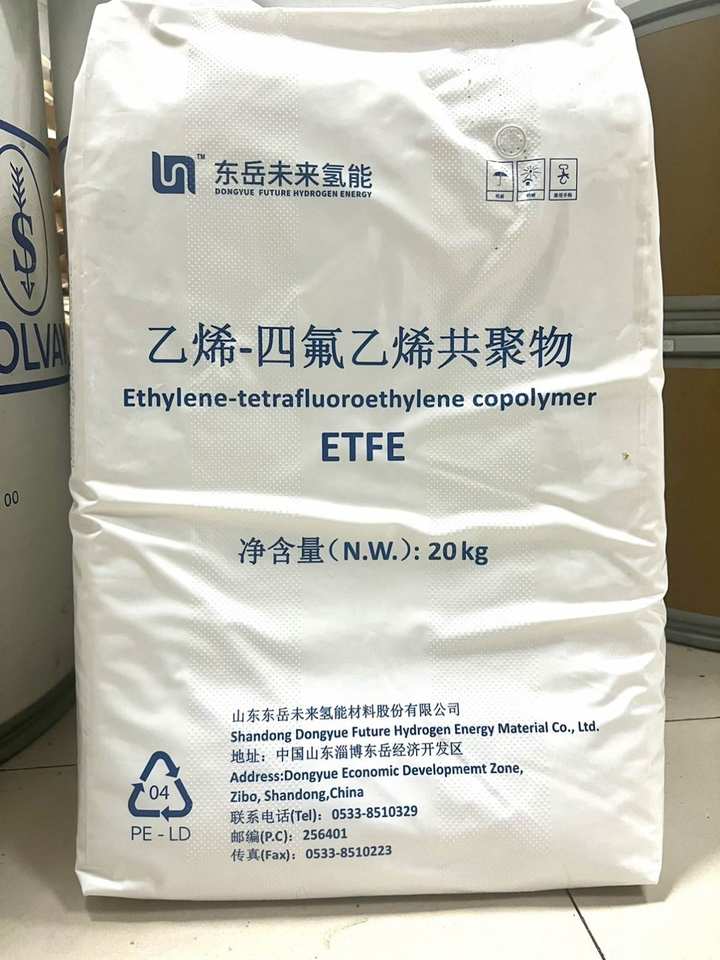 TM
东岳未来氢能
DONGYUE FUTURE HYDROGEN ENERGY
乙烯-四氟乙烯共聚物
Ethylene-tetrafluoroethylene copolymer
ETFE
净含量(N.W.): 20kg
山东东岳未来氢能材料股份有限公司
Shandong Dongyue Future Hydrogen Energy Material Co., Ltd.
地址：中国山东淄博东岳经济开发区
Address:Dongyue Economic Developmemt Zone,
Zibo, Shandong,China
联系电话(Tel)：0533-8510329
邮编(P.C)：256401
传真(Fax)：0533-8510223
04
PE - LD
S
OLVA
00